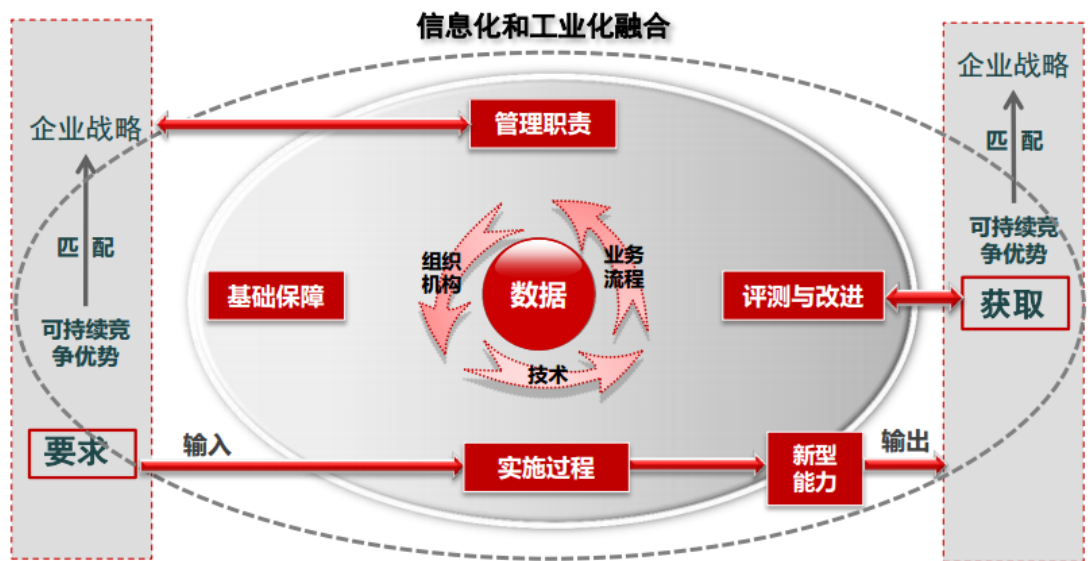 信息化和工业化融合
企业战略
匹 配
可持续竞
争优势
要求
输入
管理职责
基础保障
组织
机构
数据
业务
流程
技术
评测与改进
实施过程
新型
能力
输出
企业战略
匹 配
可持续竞
争优势
获取